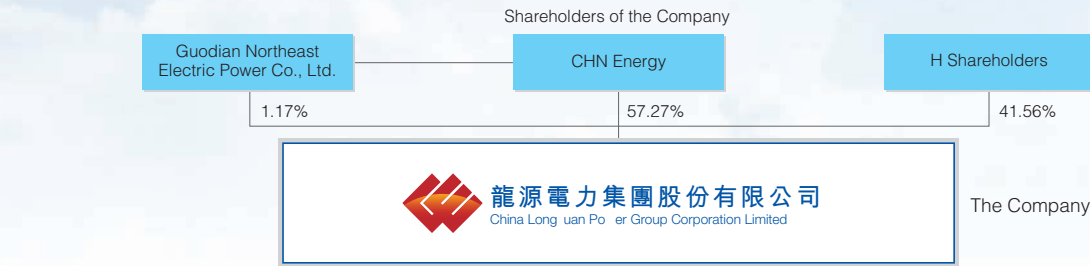 Shareholders of the Company
Guodian Northeast
Electric Power Co., Ltd.
CHN Energy
H Shareholders
1.17%
57.27%
41.56%
龍源電力集團股份有限公司
China Long uan Po er Group Corporation Limited
The Company